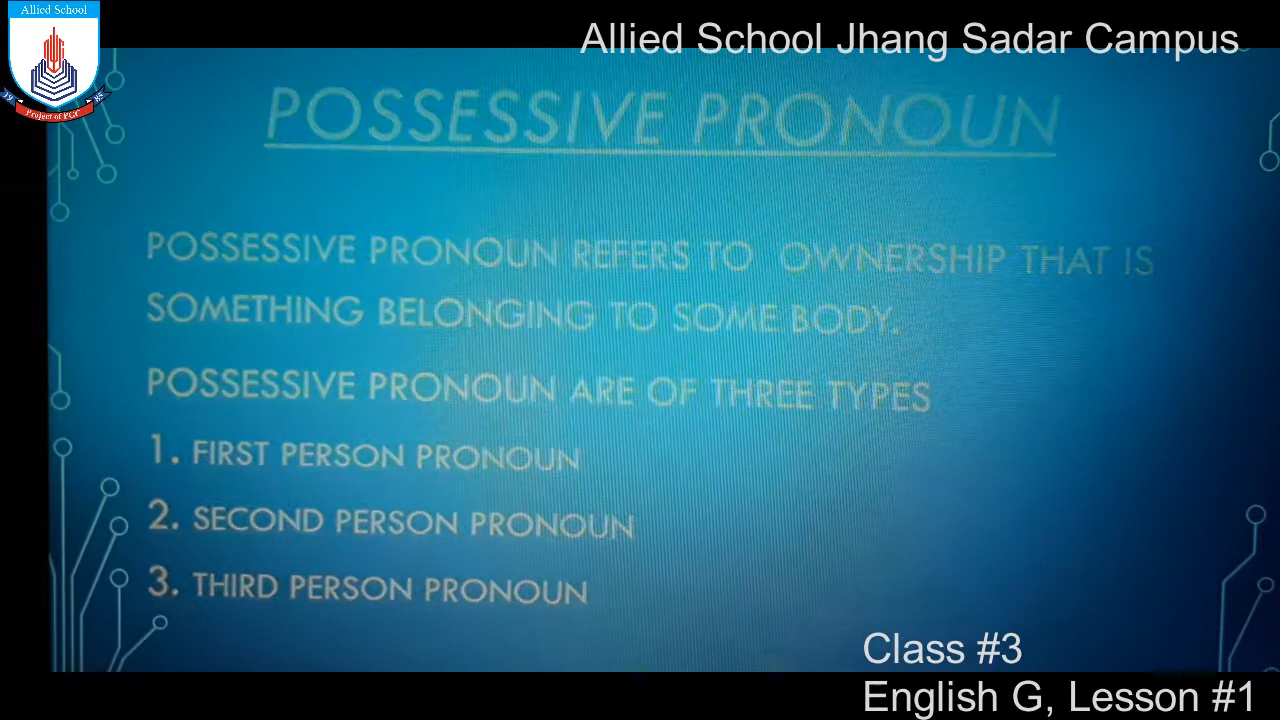 Allied School
19 85
Project of PGC
Allied School Jhang Sadar Campus
POSSESSIVE PRONOUN
POSSESSIVE PRONOUN REFERS TO OWNERSHIP THAT IS
SOMETHING BELONGING TO SOME BODY.
POSSESSIVE PRONOUN ARE OF THREE TYPES
1. FIRST PERSON PRONOUN
2. SECOND PERSON PRONOUN
3. THIRD PERSON PRONOUN
Class #3
English G, Lesson #1